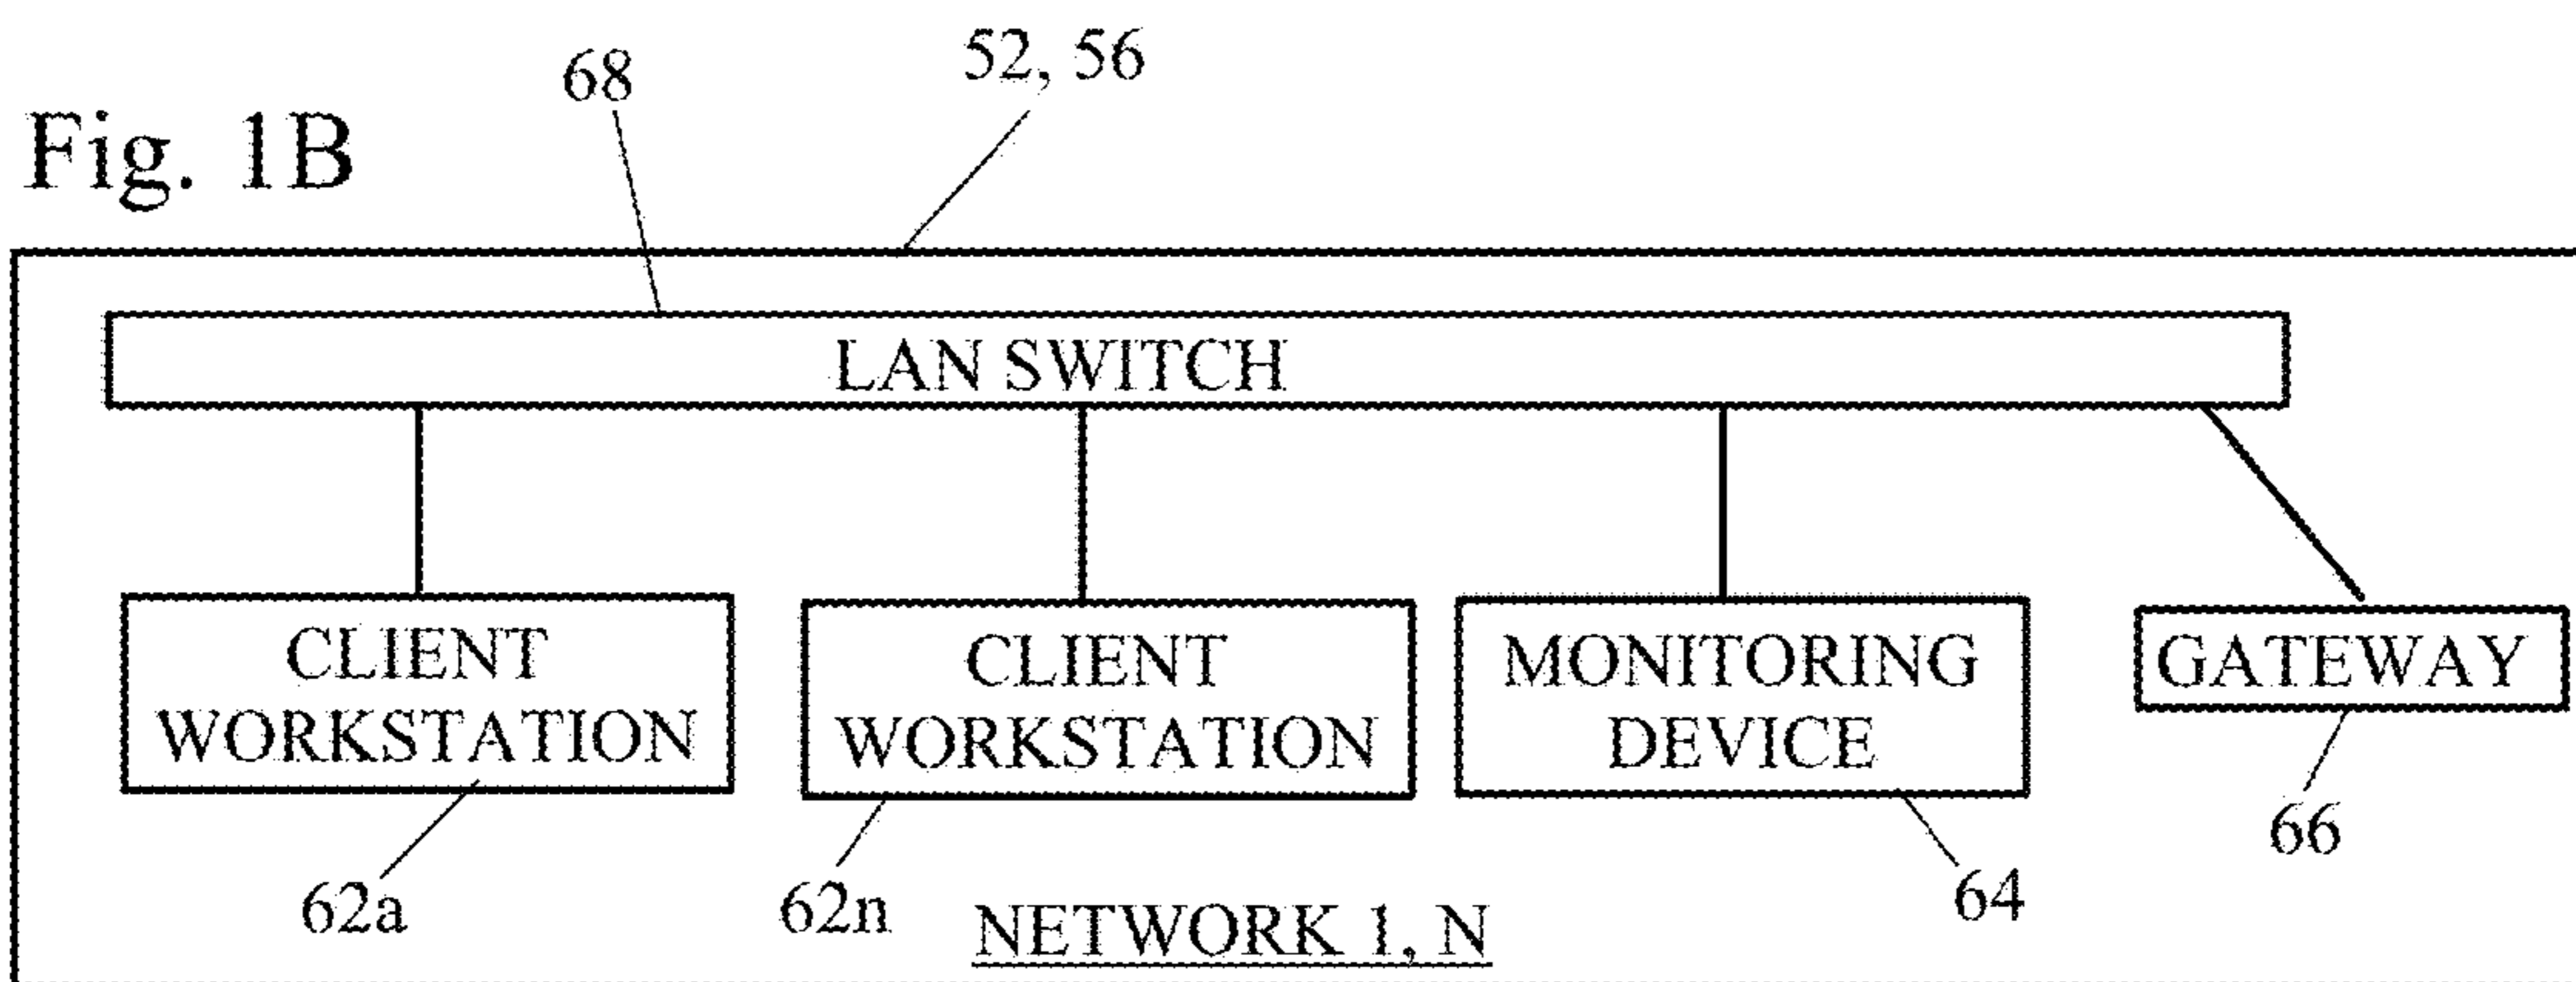 Fig. 1B
68
52, 56
LAN SWITCH
CLIENT
WORKSTATION
CLIENT
WORKSTATION
MONITORING
DEVICE
GATEWAY
62a
62n
64
66
NETWORK 1, N